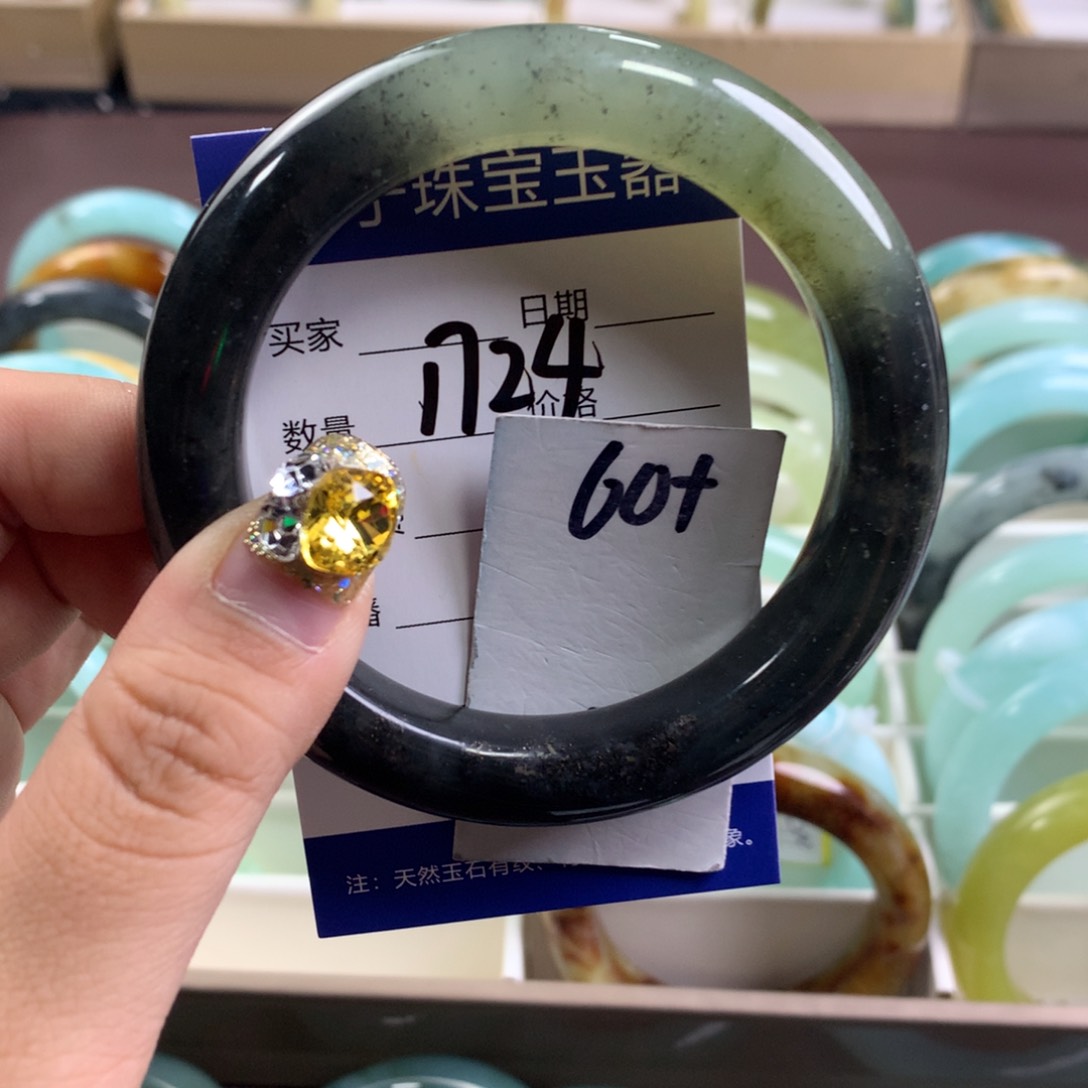 珠宝玉器
日期
买家
1724
价格
数量
60+
注：天然玉石有纹、
象。